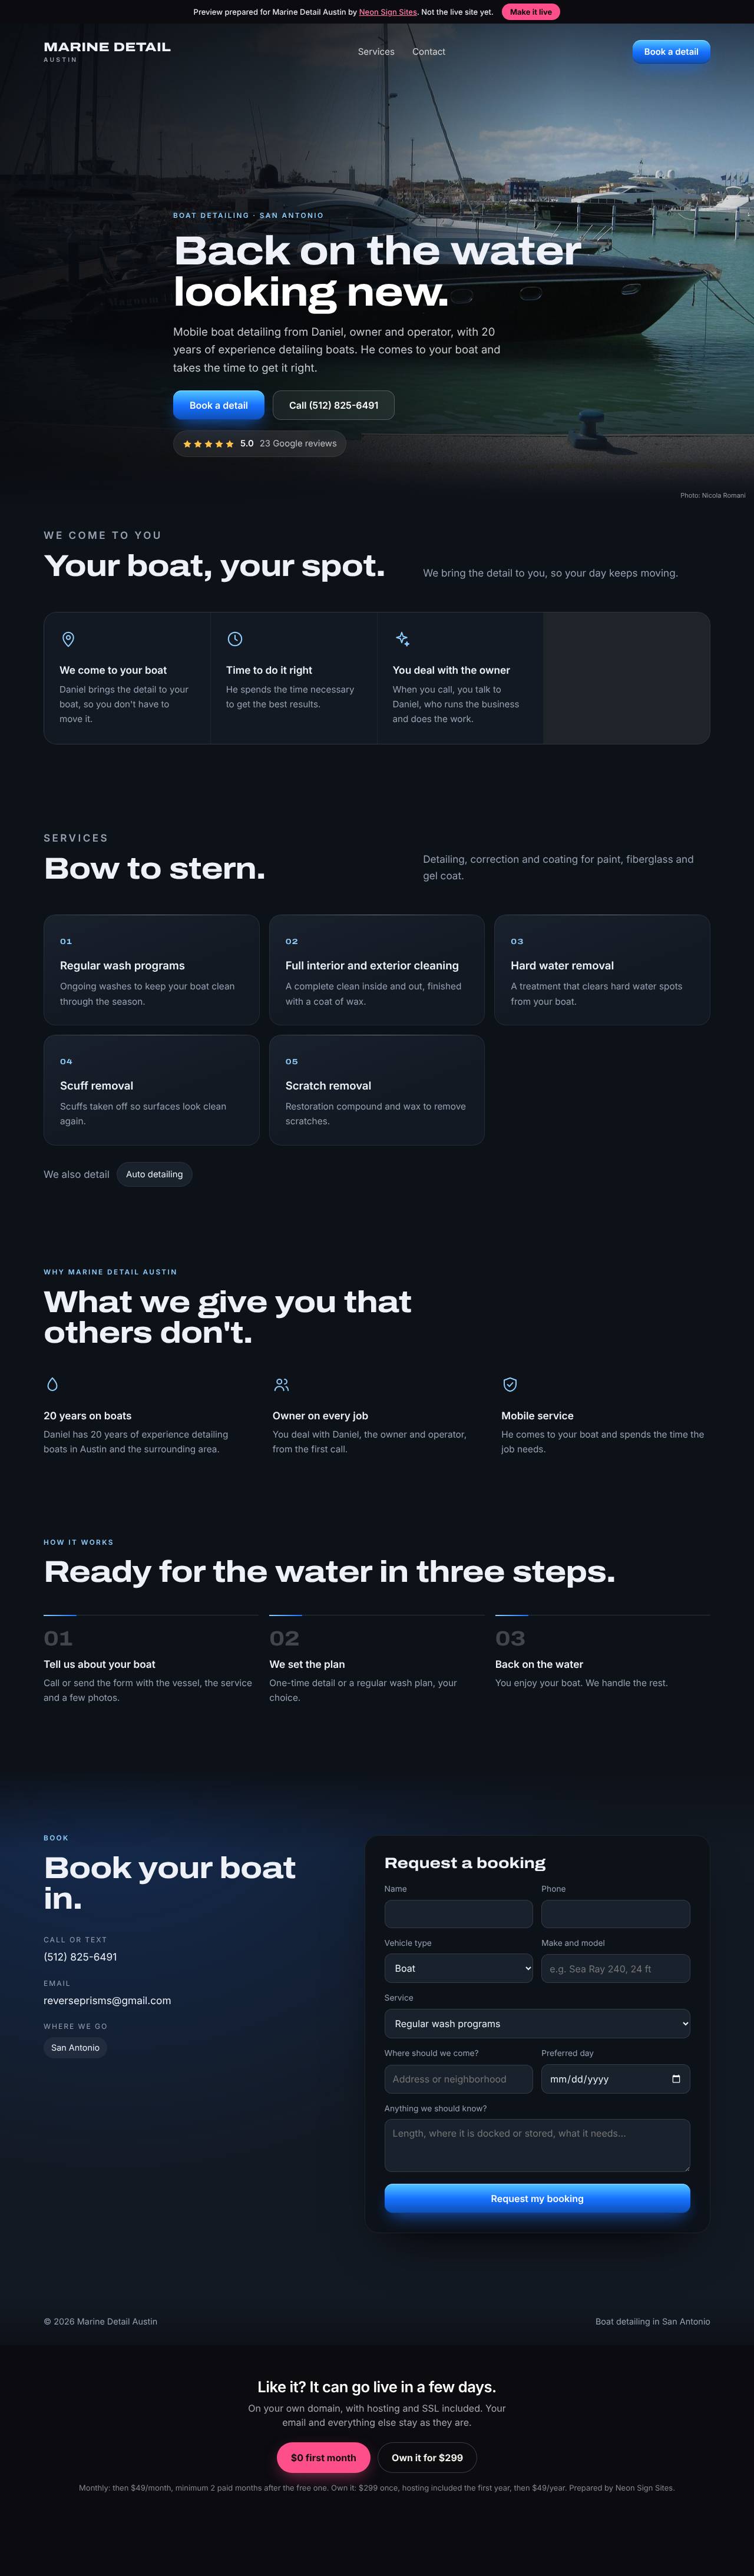 Preview prepared for Marine Detail Austin by Neon Sign Sites. Not the live site yet. Make it live
MARINE DETAIL
AUSTIN
Services Contact
Book a detail
BOAT DETAILING · SAN ANTONIO
Back on the water
looking new.
Mobile boat detailing from Daniel, owner and operator, with 20
years of experience detailing boats. He comes to your boat and
takes the time to get it right.
Book a detail Call (512) 825-6491
5.0 23 Google reviews
Photo: Nicola Romani
WE COME TO YOU
Your boat, your spot.
We bring the detail to you, so your day keeps moving.
We come to your boat
Daniel brings the detail to your
boat, so you don't have to
move it.
Time to do it right
He spends the time necessary
to get the best results.
You deal with the owner
When you call, you talk to
Daniel, who runs the business
and does the work.
SERVICES
Bow to stern.
Detailing, correction and coating for paint, fiberglass and
gel coat.
01
Regular wash programs
Ongoing washes to keep your boat clean
through the season.
02
Full interior and exterior cleaning
A complete clean inside and out, finished
with a coat of wax.
03
Hard water removal
A treatment that clears hard water spots
from your boat.
04
Scuff removal
Scuffs taken off so surfaces look clean
again.
05
Scratch removal
Restoration compound and wax to remove
scratches.
We also detail Auto detailing
WHY MARINE DETAIL AUSTIN
What we give you that
others don't.
20 years on boats
Daniel has 20 years of experience detailing
boats in Austin and the surrounding area.
Owner on every job
You deal with Daniel, the owner and operator,
from the first call.
Mobile service
He comes to your boat and spends the time the
job needs.
HOW IT WORKS
Ready for the water in three steps.
01
Tell us about your boat
Call or send the form with the vessel, the service
and a few photos.
02
We set the plan
One-time detail or a regular wash plan, your
choice.
03
Back on the water
You enjoy your boat. We handle the rest.
BOOK
Book your boat
in.
CALL OR TEXT
(512) 825-6491
EMAIL
reverseprisms@gmail.com
WHERE WE GO
San Antonio
Request a booking
Name Phone
Vehicle type Make and model
Boat e.g. Sea Ray 240, 24 ft
Service
Regular wash programs
Where should we come? Preferred day
Address or neighborhood mm/dd/yyyy
Anything we should know?
Length, where it is docked or stored, what it needs...
Request my booking
© 2026 Marine Detail Austin
Boat detailing in San Antonio
Like it? It can go live in a few days.
On your own domain, with hosting and SSL included. Your
email and everything else stay as they are.
$0 first month Own it for $299
Monthly: then $49/month, minimum 2 paid months after the free one. Own it: $299 once, hosting included the first year, then $49/year. Prepared by Neon Sign Sites.